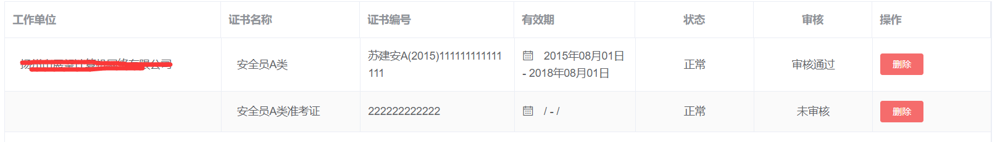 工作单位 证书名称 证书编号 有效期 状态 审核 操作
安全员A类 苏建安A(2015)111111111111 2015年08月01日 正常 审核通过 删除
111 - 2018年08月01日
安全员A类准考证 222222222222 / - / 正常 未审核 删除